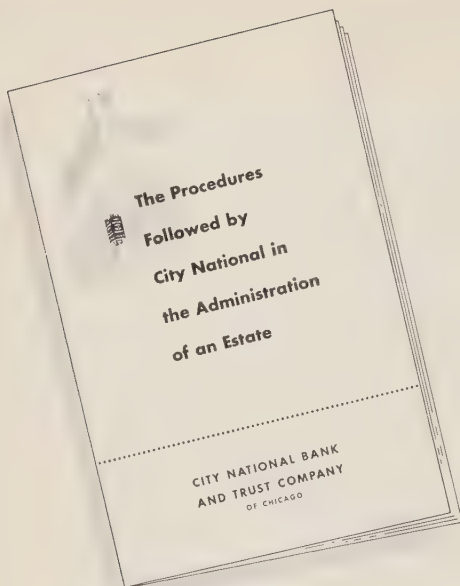 The Procedures
Followed by
City National in
the Administration
of an Estate
CITY NATIONAL BANK
AND TRUST COMPANY
OF CHICAGO